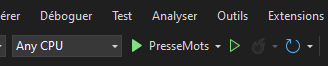 érer Déboguer Test Analyser Outils Extensions
Any CPU PresseMots